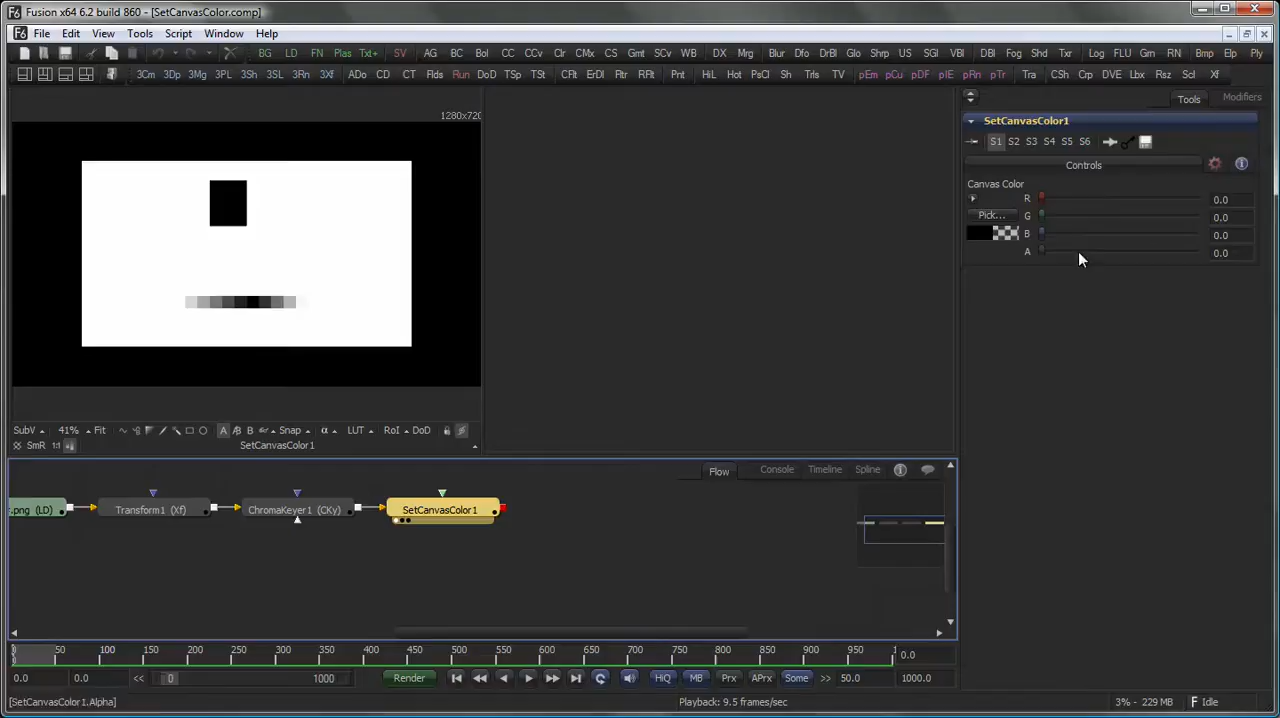 Fusion x64 6.2 build 860 - [SetCanvasColor.comp]
File Edit View Tools Script Window Help
BG LD FN Plas Txt+ SV AG BC Bol CC CCv Clr CMx CS Gmt SCv WB DX Mrg Blur Dfo DrBl Glo Shrp US SGl VBl DBl Fog Shd Txr Log FLU Grn RN Bmp Elp Ply
3Cm 3Dp 3Mg 3PL 3Sh 3SL 3Rn 3Xf ADo CD CT Flds Run DoD TSp TSt CFlt ErDl Fltr RFlt Pnt HiL Hot PsCl Sh Trls TV pEm pCu pDF pIE pRn pTr Tra CSh Crp DVE Lbx Rsz Scl Xf
Tools Modifiers
1280x720
SetCanvasColor1
S1 S2 S3 S4 S5 S6
Controls
Canvas Color
R 0.0
Pick... G 0.0
B 0.0
A 0.0
SubV 41% Fit A A/B B Snap α LUT RoI DoD
SmR 1:1 SetCanvasColor1
Flow Console Timeline Spline
.png (LD) Transform1 (Xf) ChromaKeyer1 (CKy) SetCanvasColor1
0 50 100 150 200 250 300 350 400 450 500 550 600 650 700 750 800 850 900 950 1 0.0
0.0 0.0 << 0 1000 Render HiQ MB Prx APrx Some >> 50.0 1000.0
[SetCanvasColor1.Alpha] Playback: 9.5 frames/sec 3% - 229 MB Idle